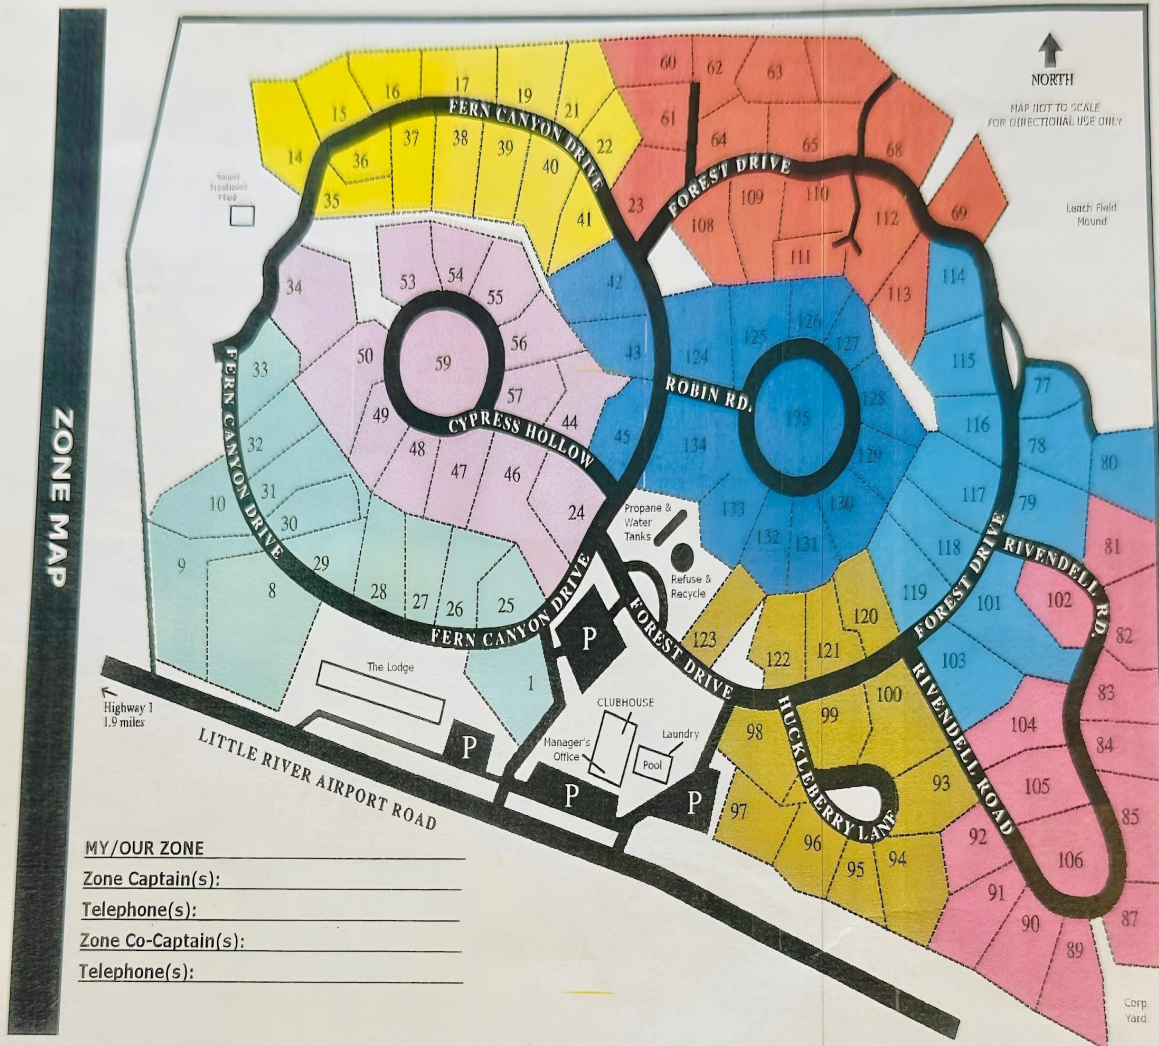 ZONE MAP
NORTH
MAP NOT TO SCALE
FOR DIRECTIONAL USE ONLY
Leach Field
Mound
FERN CANYON DRIVE
FOREST DRIVE
14
15
16
17
19
21
22
35
36
37
38
39
40
41
60
62
63
61
64
65
68
23
108
109
110
111
112
113
69
34
53
54
55
56
50
59
57
49
48
47
46
44
24
CYPRESS HOLLOW
42
43
45
124
125
126
127
128
129
130
131
132
133
134
135
ROBIN RD.
114
115
116
117
118
119
77
78
79
80
101
103
33
32
31
30
10
9
8
29
28
27
26
25
1
FERN CANYON DRIVE
FERN CANYON DRIVE
Propane &
Water
Tanks
Refuse &
Recycle
P
FOREST DRIVE
FOREST DRIVE
RIVENDELL RD.
81
102
82
83
84
85
87
104
105
106
92
91
90
89
RIVENDELL ROAD
120
121
122
123
100
99
98
97
96
95
94
93
HUCKLEBERRY LANE
The Lodge
P
CLUBHOUSE
Manager's
Office
Laundry
Pool
P
P
Highway 1
1.9 miles
LITTLE RIVER AIRPORT ROAD
Corp
Yard
MY/OUR ZONE
Zone Captain(s):
Telephone(s):
Zone Co-Captain(s):
Telephone(s):